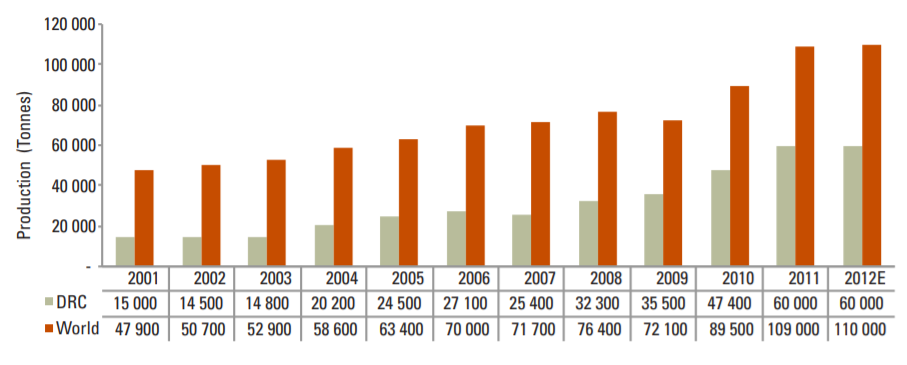 120 000
100 000
80 000
60 000
40 000
20 000
-
Production (Tonnes)
2001 2002 2003 2004 2005 2006 2007 2008 2009 2010 2011 2012E
DRC 15 000 14 500 14 800 20 200 24 500 27 100 25 400 32 300 35 500 47 400 60 000 60 000
World 47 900 50 700 52 900 58 600 63 400 70 000 71 700 76 400 72 100 89 500 109 000 110 000